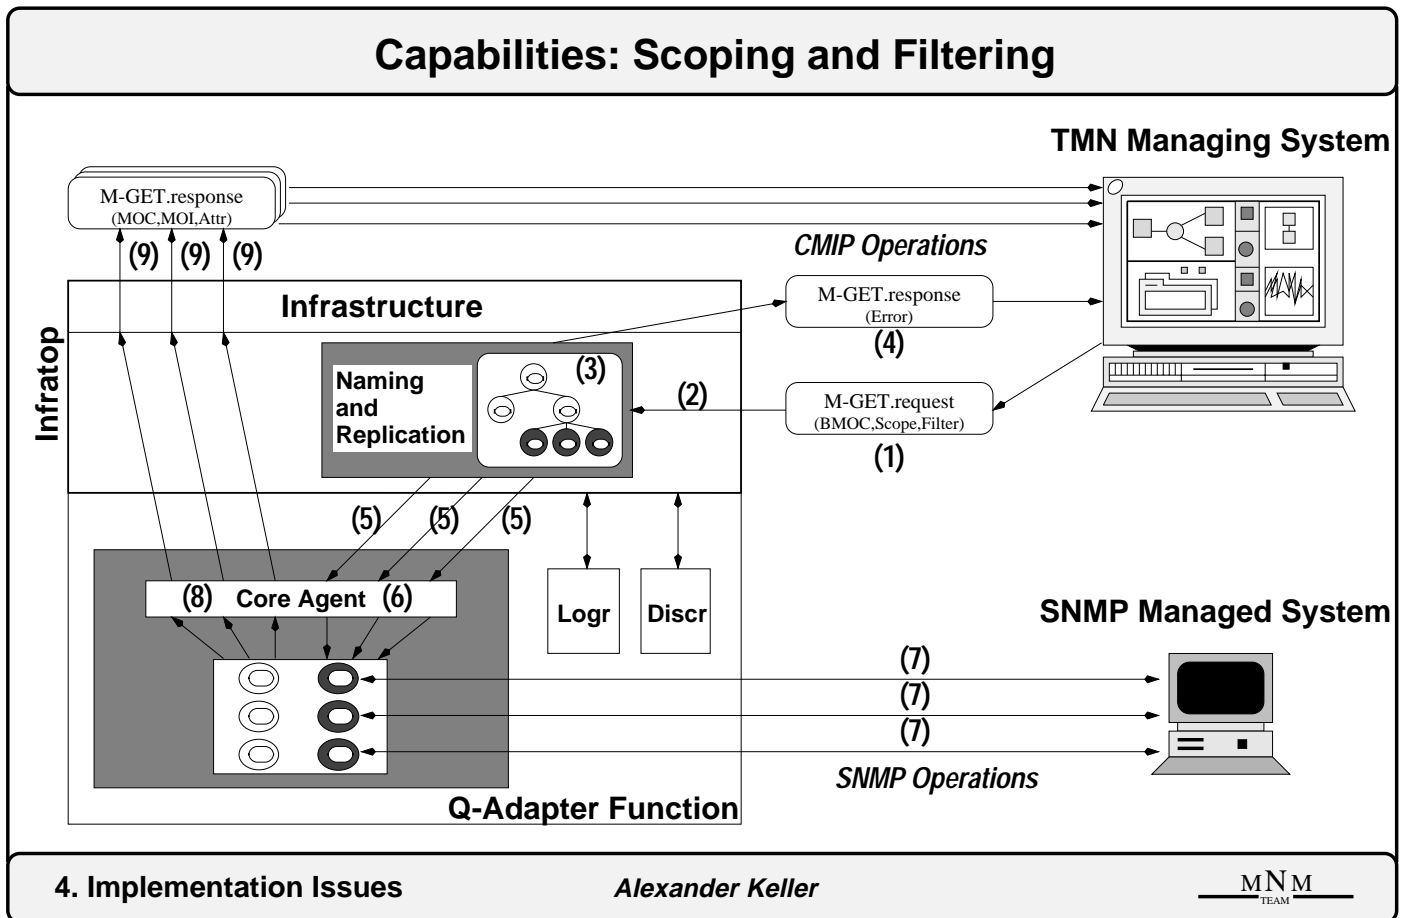 Capabilities: Scoping and Filtering
TMN Managing System
M-GET.response
(MOC,MOI,Attr)
(9) (9) (9)
CMIP Operations
Infrastructure
M-GET.response
(Error)
(4)
Infratop
Naming
and
Replication
(3)
(2)
M-GET.request
(BMOC,Scope,Filter)
(1)
(5) (5) (5)
(8) Core Agent (6)
Logr
Discr
SNMP Managed System
(7)
(7)
(7)
SNMP Operations
Q-Adapter Function
4. Implementation Issues
Alexander Keller
MNM
TEAM